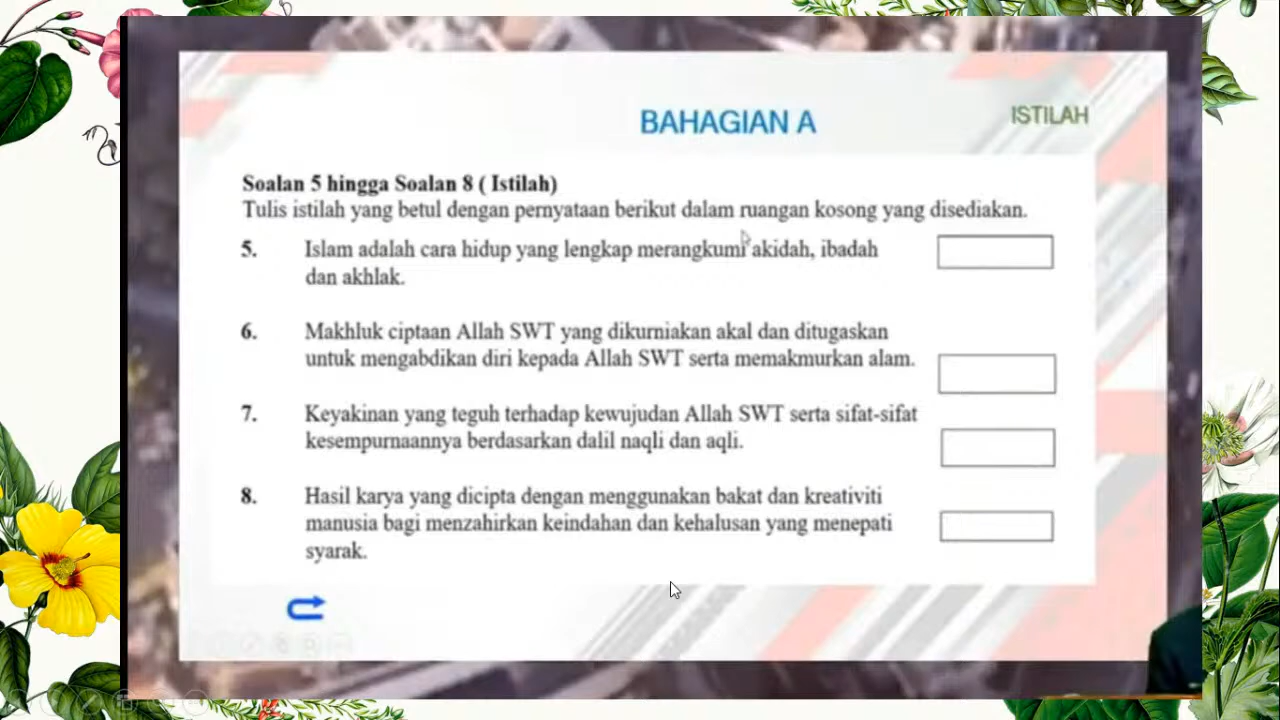 BAHAGIAN A
ISTILAH
Soalan 5 hingga Soalan 8 ( Istilah)
Tulis istilah yang betul dengan pernyataan berikut dalam ruangan kosong yang disediakan.
5. Islam adalah cara hidup yang lengkap merangkumi akidah, ibadah
dan akhlak.
6. Makhluk ciptaan Allah SWT yang dikurniakan akal dan ditugaskan
untuk mengabdikan diri kepada Allah SWT serta memakmurkan alam.
7. Keyakinan yang teguh terhadap kewujudan Allah SWT serta sifat-sifat
kesempurnaannya berdasarkan dalil naqli dan aqli.
8. Hasil karya yang dicipta dengan menggunakan bakat dan kreativiti
manusia bagi menzahirkan keindahan dan kehalusan yang menepati
syarak.